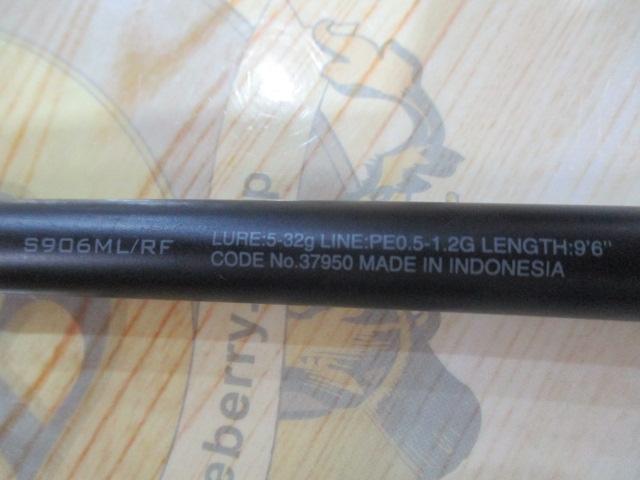 S906ML/RF LURE:5-32g LINE:PE0.5-1.2G LENGTH:9'6"
CODE No.37950 MADE IN INDONESIA
eberry.
p